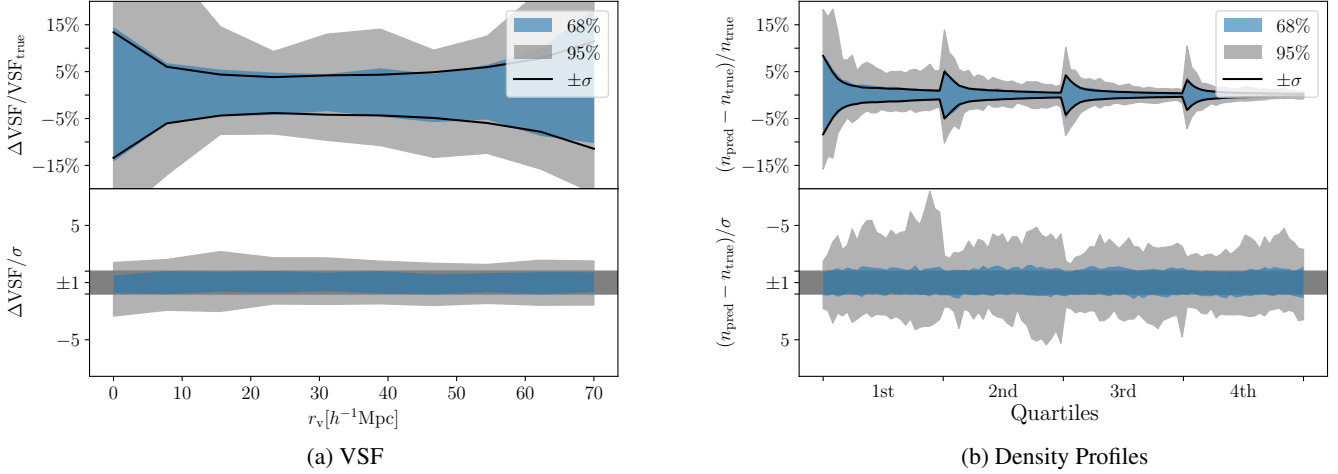 15%
5%
−5%
−15%
ΔVSF/VSF_true
68%
95%
±σ
5
±1
−5
ΔVSF/σ
0 10 20 30 40 50 60 70
r_v[h^{−1}Mpc]
(a) VSF
15%
5%
−5%
−15%
(n_pred − n_true)/n_true
68%
95%
±σ
−5
±1
5
(n_pred − n_true)/σ
1st 2nd 3rd 4th
Quartiles
(b) Density Profiles